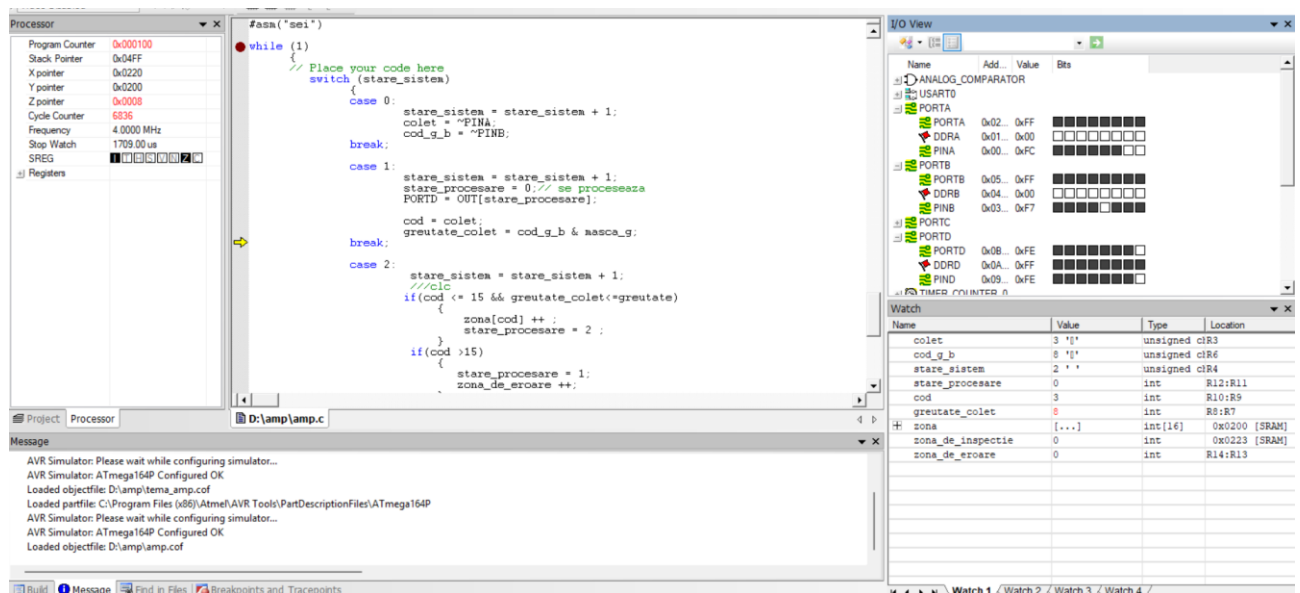 Processor
Program Counter 0x000100
Stack Pointer 0x04FF
X pointer 0x0220
Y pointer 0x0200
Z pointer 0x0008
Cycle Counter 6836
Frequency 4.0000 MHz
Stop Watch 1709.00 us
SREG I T H S V N Z C
Registers
Project Processor
#asm("sei")
while (1)
{
// Place your code here
switch (stare_sistem)
{
case 0:
stare_sistem = stare_sistem + 1;
colet = ~PINA;
cod_g_b = ~PINB;
break;
case 1:
stare_sistem = stare_sistem + 1;
stare_procesare = 0;// se proceseaza
PORTD = OUT[stare_procesare];
cod = colet;
greutate_colet = cod_g_b & masca_g;
break;
case 2:
stare_sistem = stare_sistem + 1;
///clc
if(cod <= 15 && greutate_colet<=greutate)
{
zona[cod] ++ ;
stare_procesare = 2 ;
}
if(cod >15)
{
stare_procesare = 1;
zona_de_eroare ++;
D:\amp\amp.c
I/O View
Name Add... Value Bits
ANALOG_COMPARATOR
USART0
PORTA
PORTA 0x02... 0xFF
DDRA 0x01... 0x00
PINA 0x00... 0xFC
PORTB
PORTB 0x05... 0xFF
DDRB 0x04... 0x00
PINB 0x03... 0xF7
PORTC
PORTD
PORTD 0x0B... 0xFE
DDRD 0x0A... 0xFF
PIND 0x09... 0xFE
TIMER_COUNTER_0
Watch
Name Value Type Location
colet 3 '▯' unsigned cl R3
cod_g_b 8 '▯' unsigned cl R6
stare_sistem 2 ' ' unsigned cl R4
stare_procesare 0 int R12:R11
cod 3 int R10:R9
greutate_colet 8 int R8:R7
zona [...] int[16] 0x0200 [SRAM]
zona_de_inspectie 0 int 0x0223 [SRAM]
zona_de_eroare 0 int R14:R13
Watch 1 Watch 2 Watch 3 Watch 4
Message
AVR Simulator: Please wait while configuring simulator...
AVR Simulator: ATmega164P Configured OK
Loaded objectfile: D:\amp\tema_amp.cof
Loaded partfile: C:\Program Files (x86)\Atmel\AVR Tools\PartDescriptionFiles\ATmega164P
AVR Simulator: Please wait while configuring simulator...
AVR Simulator: ATmega164P Configured OK
Loaded objectfile: D:\amp\amp.cof
Build Message Find in Files Breakpoints and Tracepoints